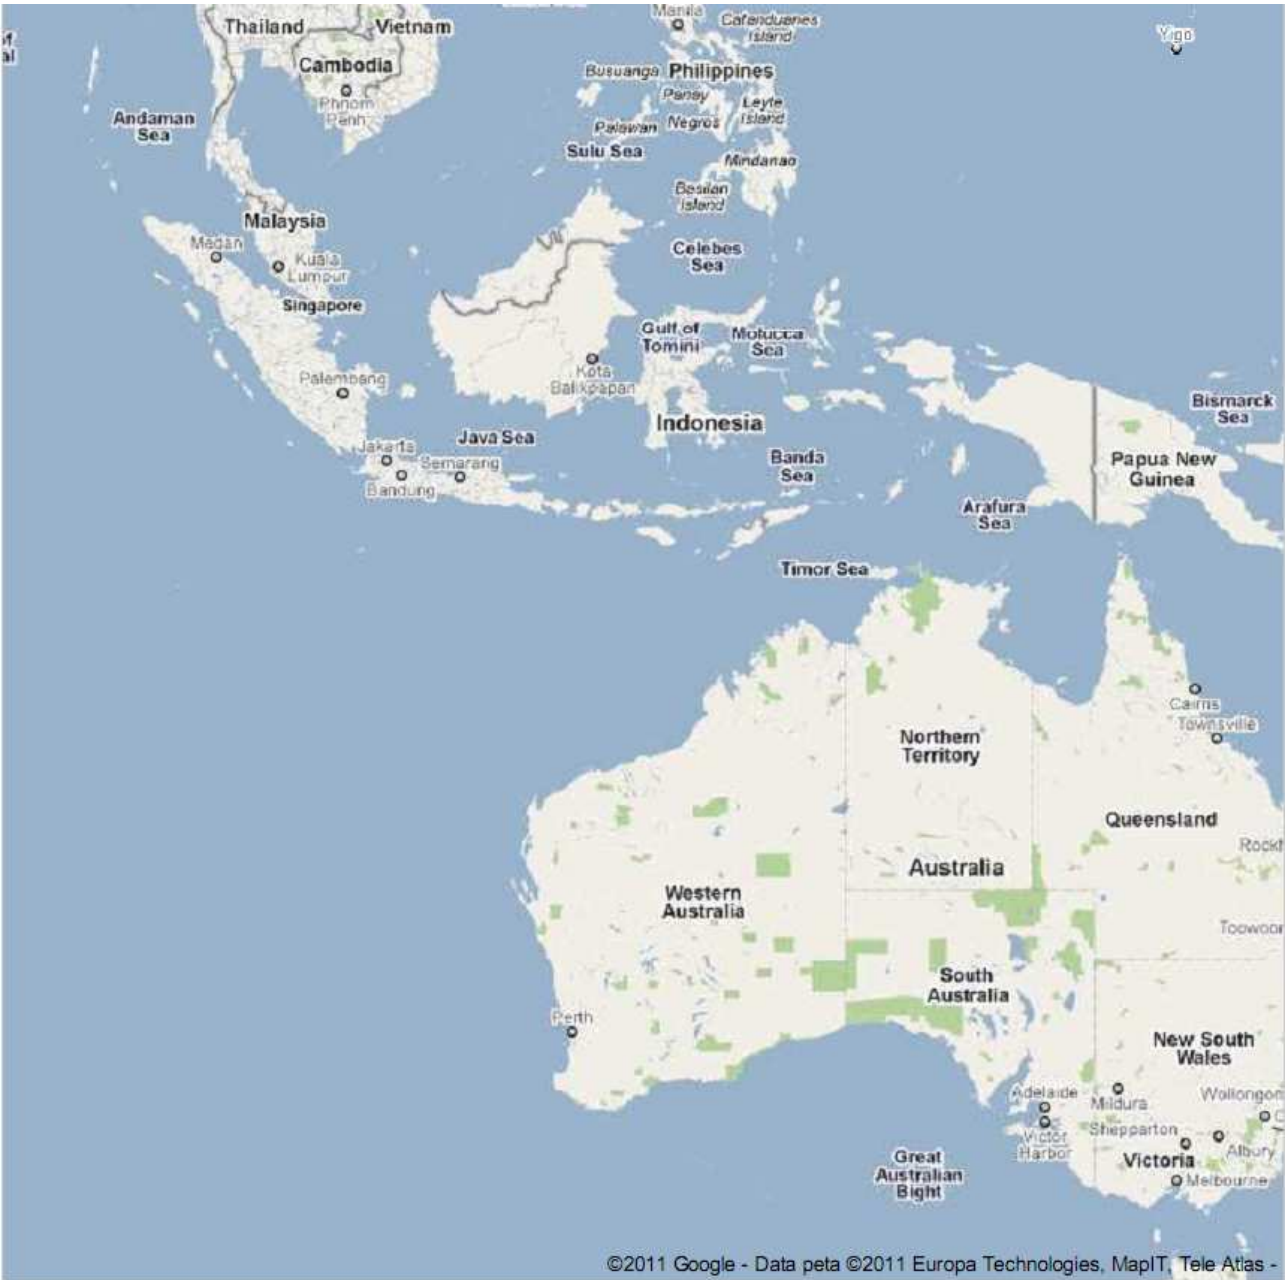 Manila
Catanduanes
Island
Yigo
Thailand
Vietnam
Cambodia
Phnom
Penh
Busuanga
Philippines
Panay
Leyte
Island
Palawan
Negros
Andaman
Sea
Sulu Sea
Mindanao
Basilan
Island
Malaysia
Medan
Kuala
Lumpur
Celebes
Sea
Singapore
Gulf of
Tomini
Molucca
Sea
Kota
Balikpapan
Palembang
Bismarck
Sea
Indonesia
Java Sea
Jakarta
Semarang
Bandung
Banda
Sea
Papua New
Guinea
Arafura
Sea
Timor Sea
Cairns
Townsville
Northern
Territory
Queensland
Rockh
Australia
Western
Australia
Toowoon
South
Australia
Perth
New South
Wales
Adelaide
Mildura
Wollongon
C
Victor
Harbor
Shepparton
Albury
Victoria
Melbourne
Great
Australian
Bight
©2011 Google - Data peta ©2011 Europa Technologies, MapIT, Tele Atlas -